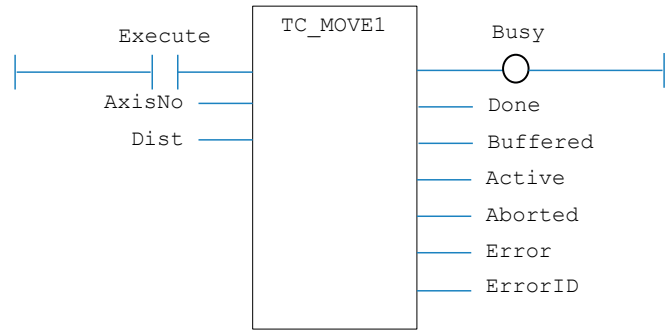 TC_MOVE1
Execute
Busy
AxisNo
Dist
Done
Buffered
Active
Aborted
Error
ErrorID